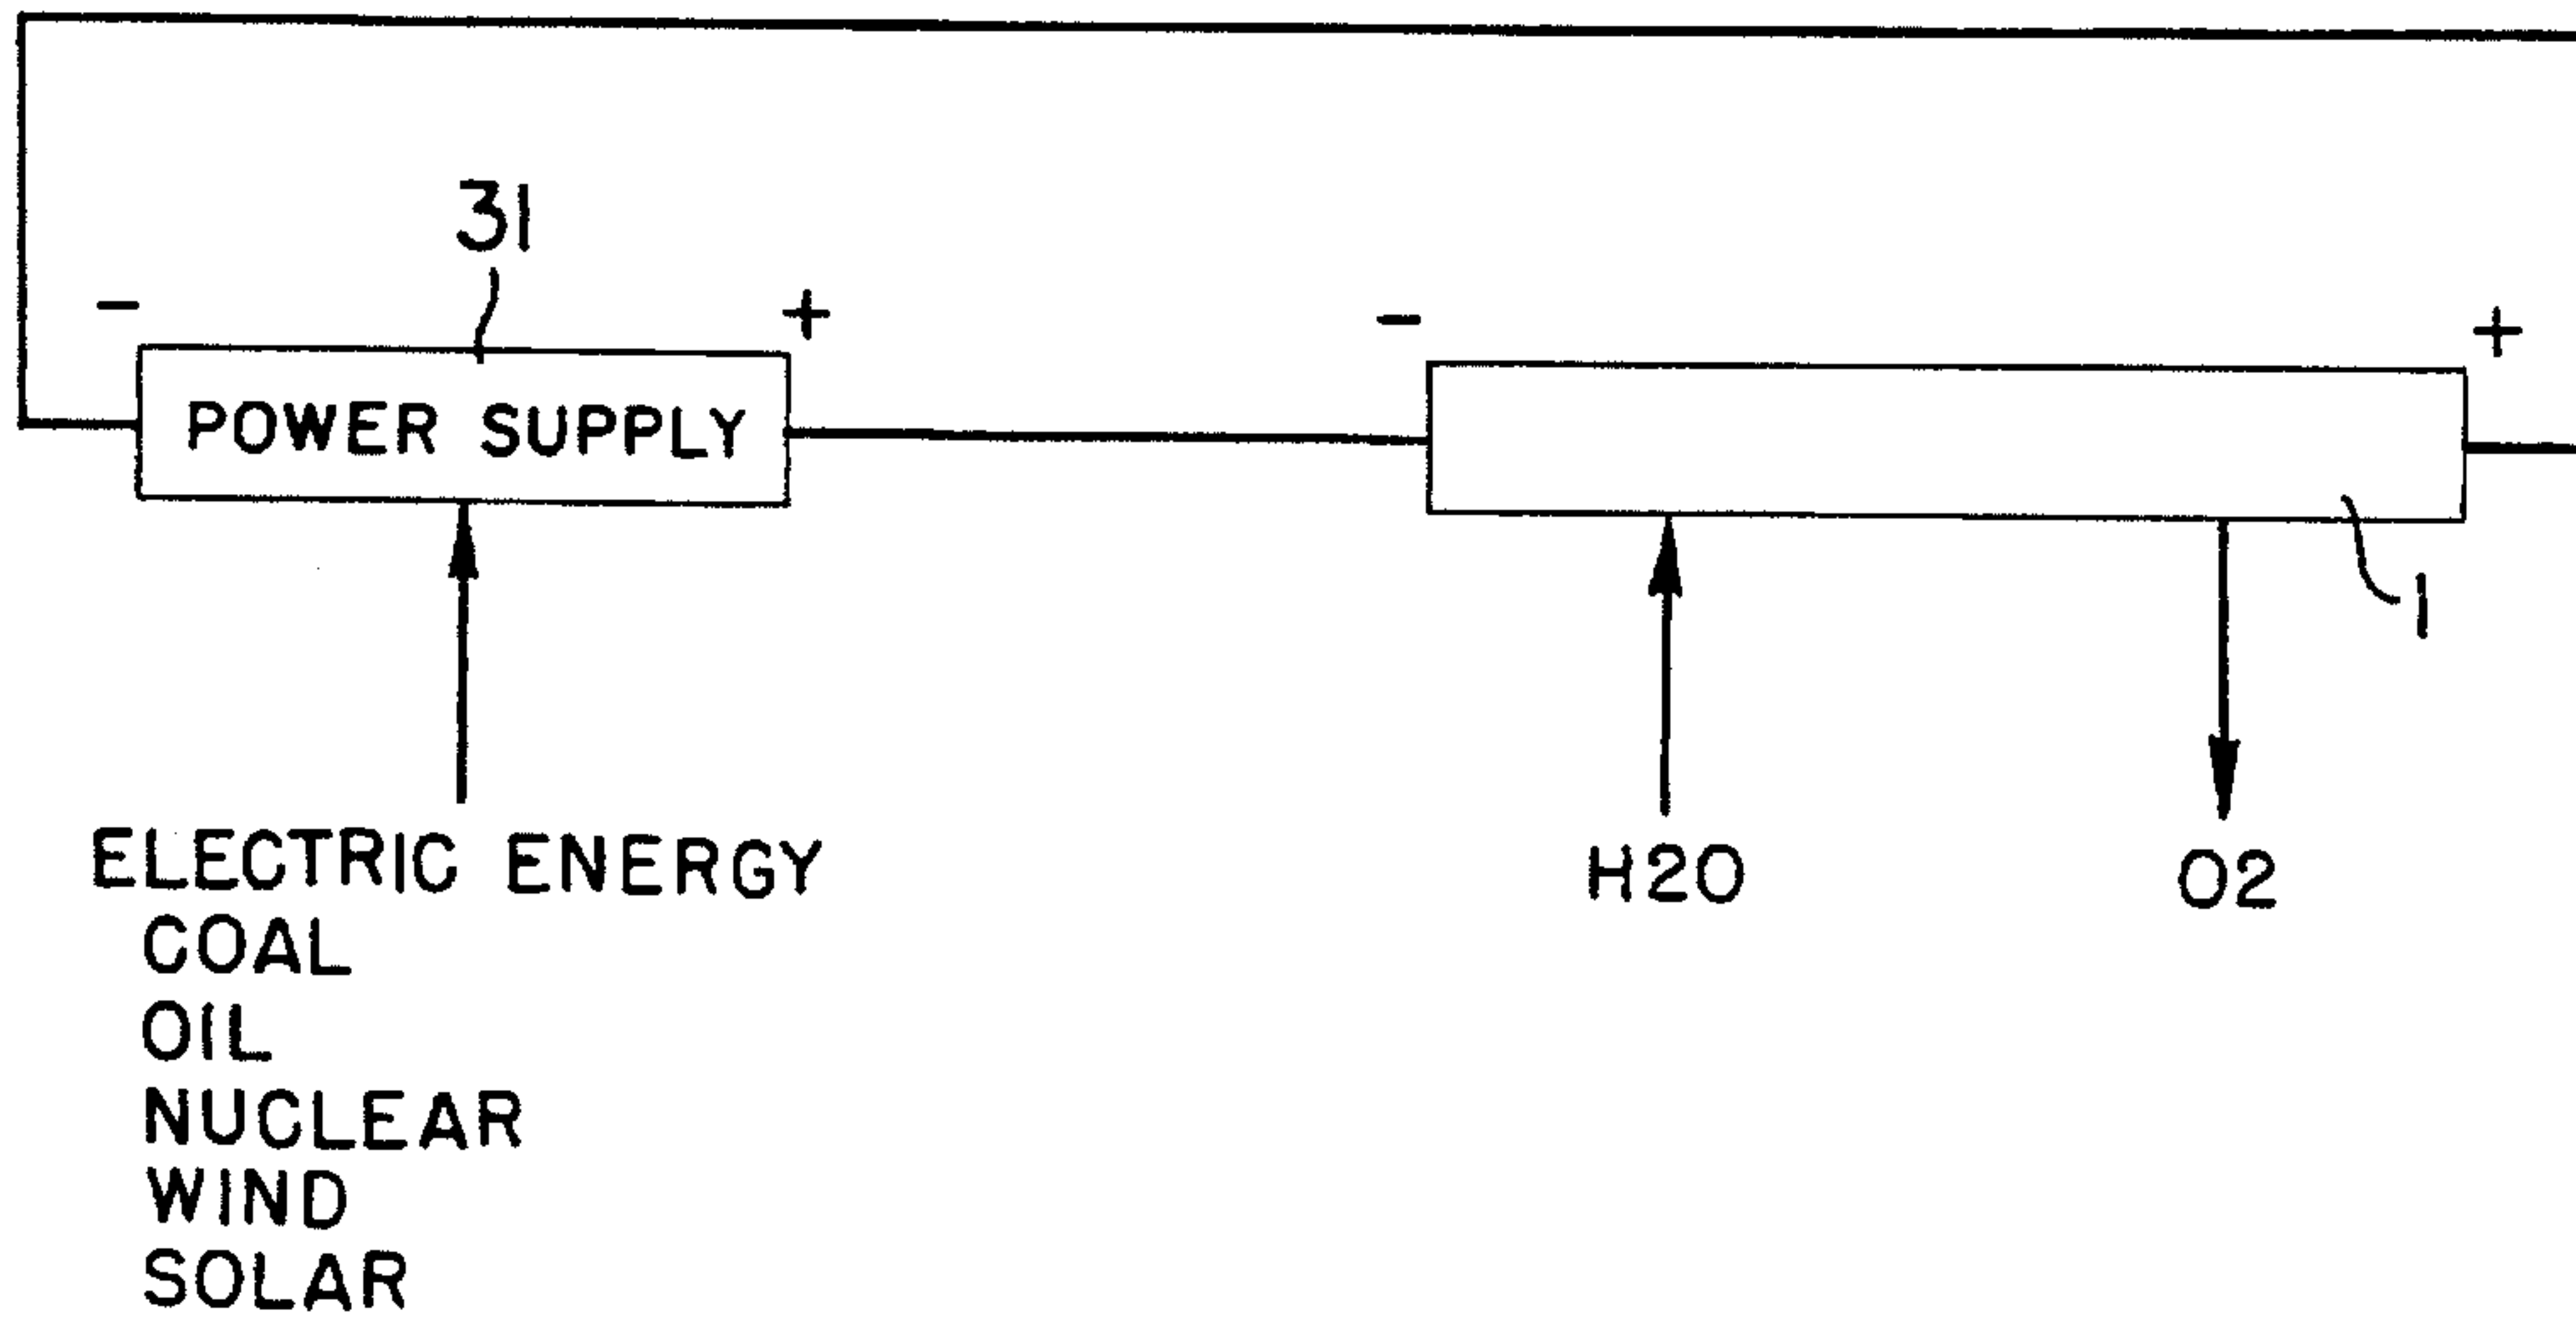 31
- + - +
POWER SUPPLY
1
ELECTRIC ENERGY
COAL
OIL
NUCLEAR
WIND
SOLAR
H2O
O2